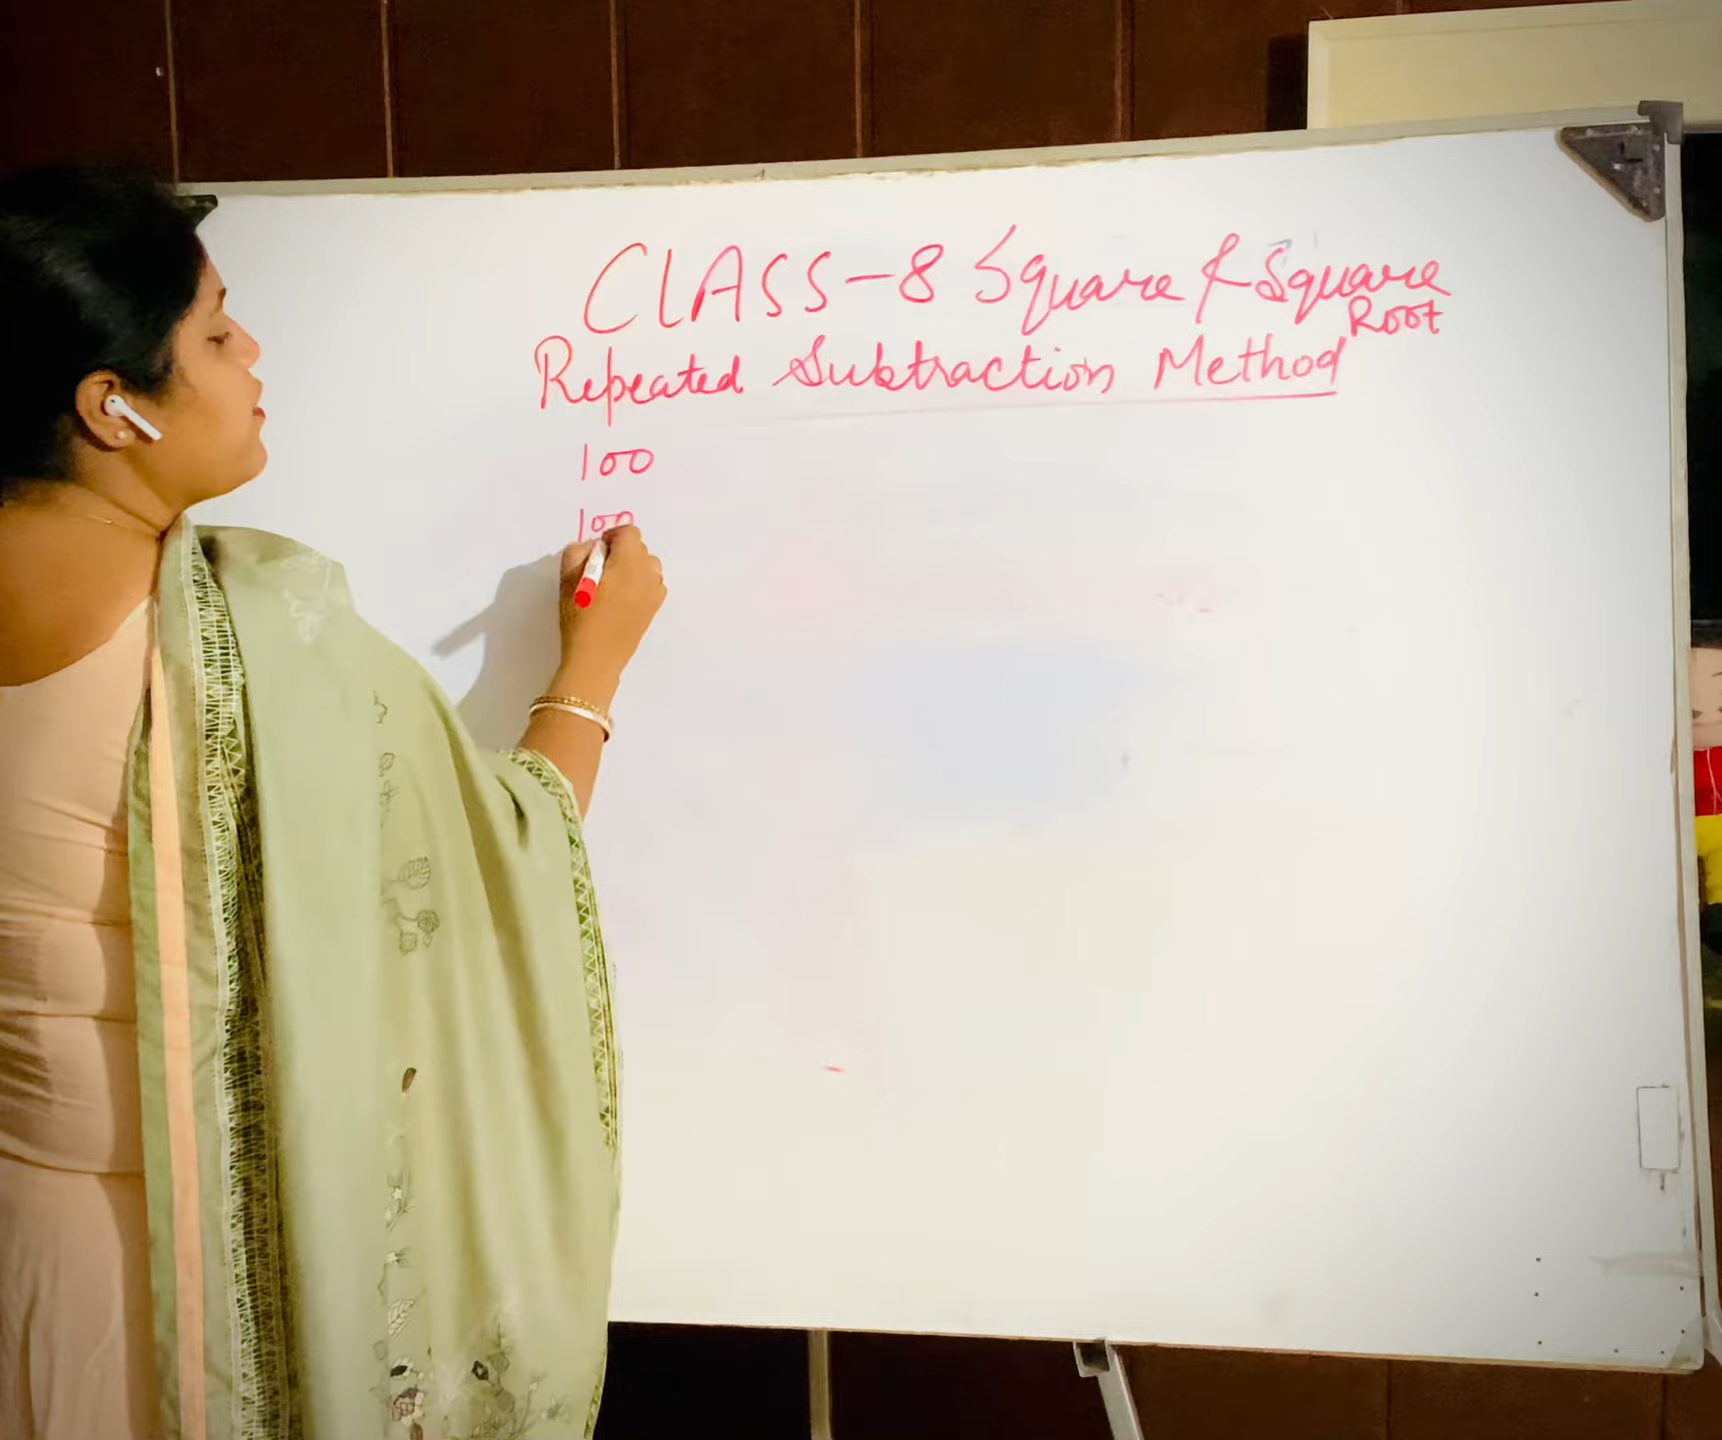 CLASS-8 Square & Square
Root
Repeated Subtraction Method
100
100